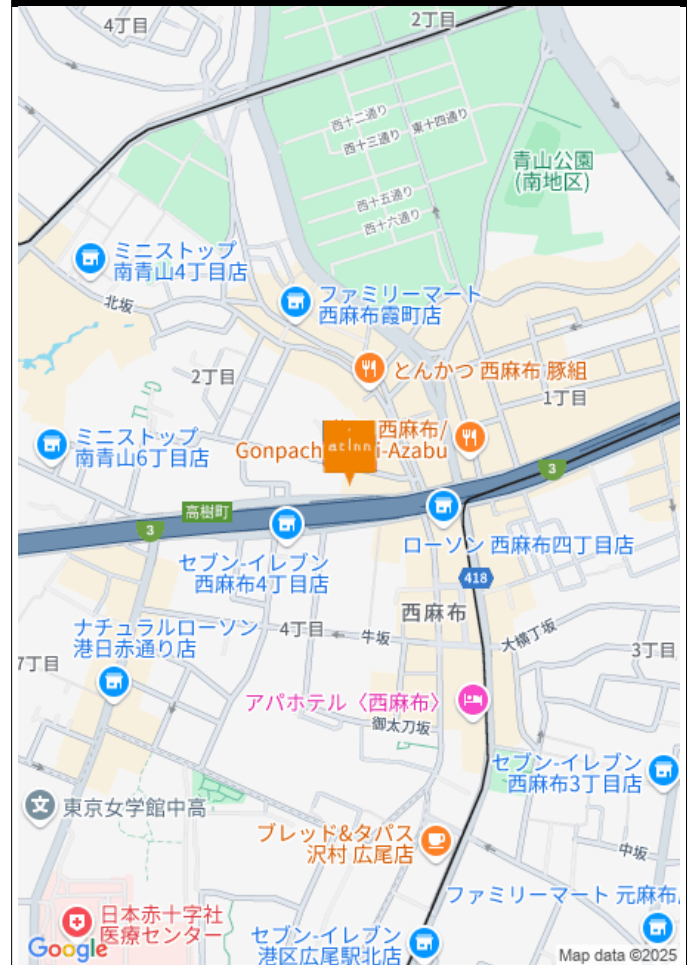 4丁目
2丁目
西十二通り
西十三通り
東十四通り
青山公園
(南地区)
西十五通り
西十六通り
ミニストップ
南青山4丁目店
北坂
ファミリーマート
西麻布霞町店
2丁目
とんかつ 西麻布 豚組
1丁目
西麻布/
Gonpach
i-Azabu
atInn
ミニストップ
南青山6丁目店
3
高樹町
3
セブン-イレブン
西麻布4丁目店
ローソン 西麻布四丁目店
418
西麻布
ナチュラルローソン
港日赤通り店
4丁目
牛坂
大横丁坂
3丁目
7丁目
アパホテル〈西麻布〉
御太刀坂
セブン-イレブン
西麻布3丁目店
東京女学館中高
ブレッド&タパス
沢村 広尾店
中坂
ファミリーマート 元麻布
日本赤十字社
医療センター
セブン-イレブン
港区広尾駅北店
Google
Map data ©2025